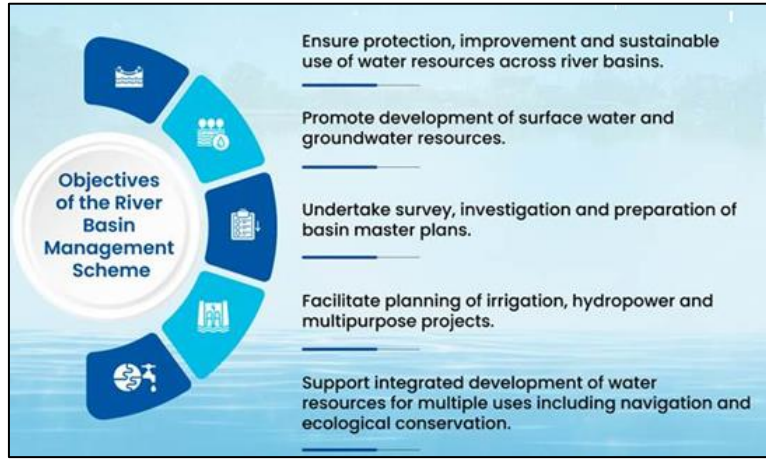 Objectives
of the River
Basin
Management
Scheme
Ensure protection, improvement and sustainable
use of water resources across river basins.
Promote development of surface water and
groundwater resources.
Undertake survey, investigation and preparation of
basin master plans.
Facilitate planning of irrigation, hydropower and
multipurpose projects.
Support integrated development of water
resources for multiple uses including navigation and
ecological conservation.